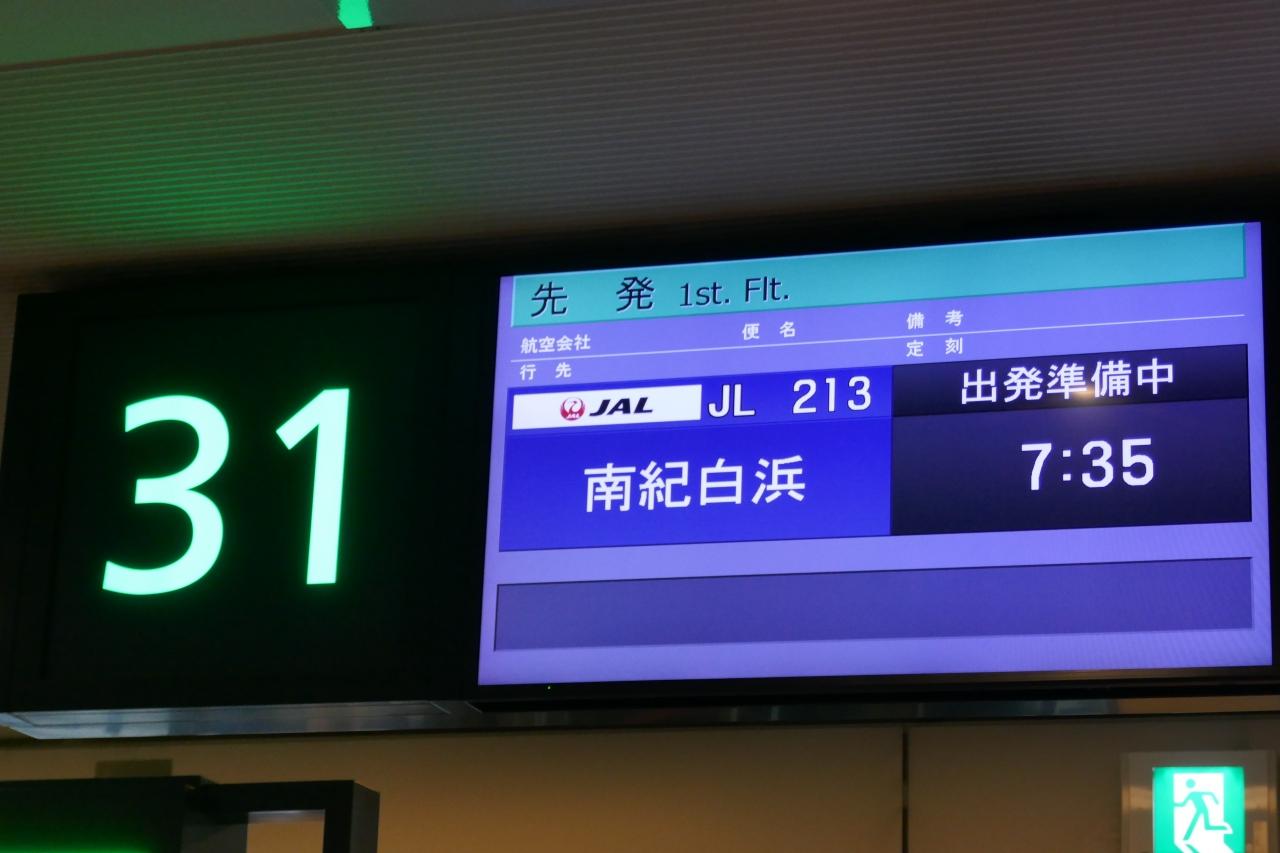 31
先 発 1st. Flt.
航空会社 便 名 備 考
行 先 定 刻
JAL JL 213 出発準備中
南紀白浜 7:35